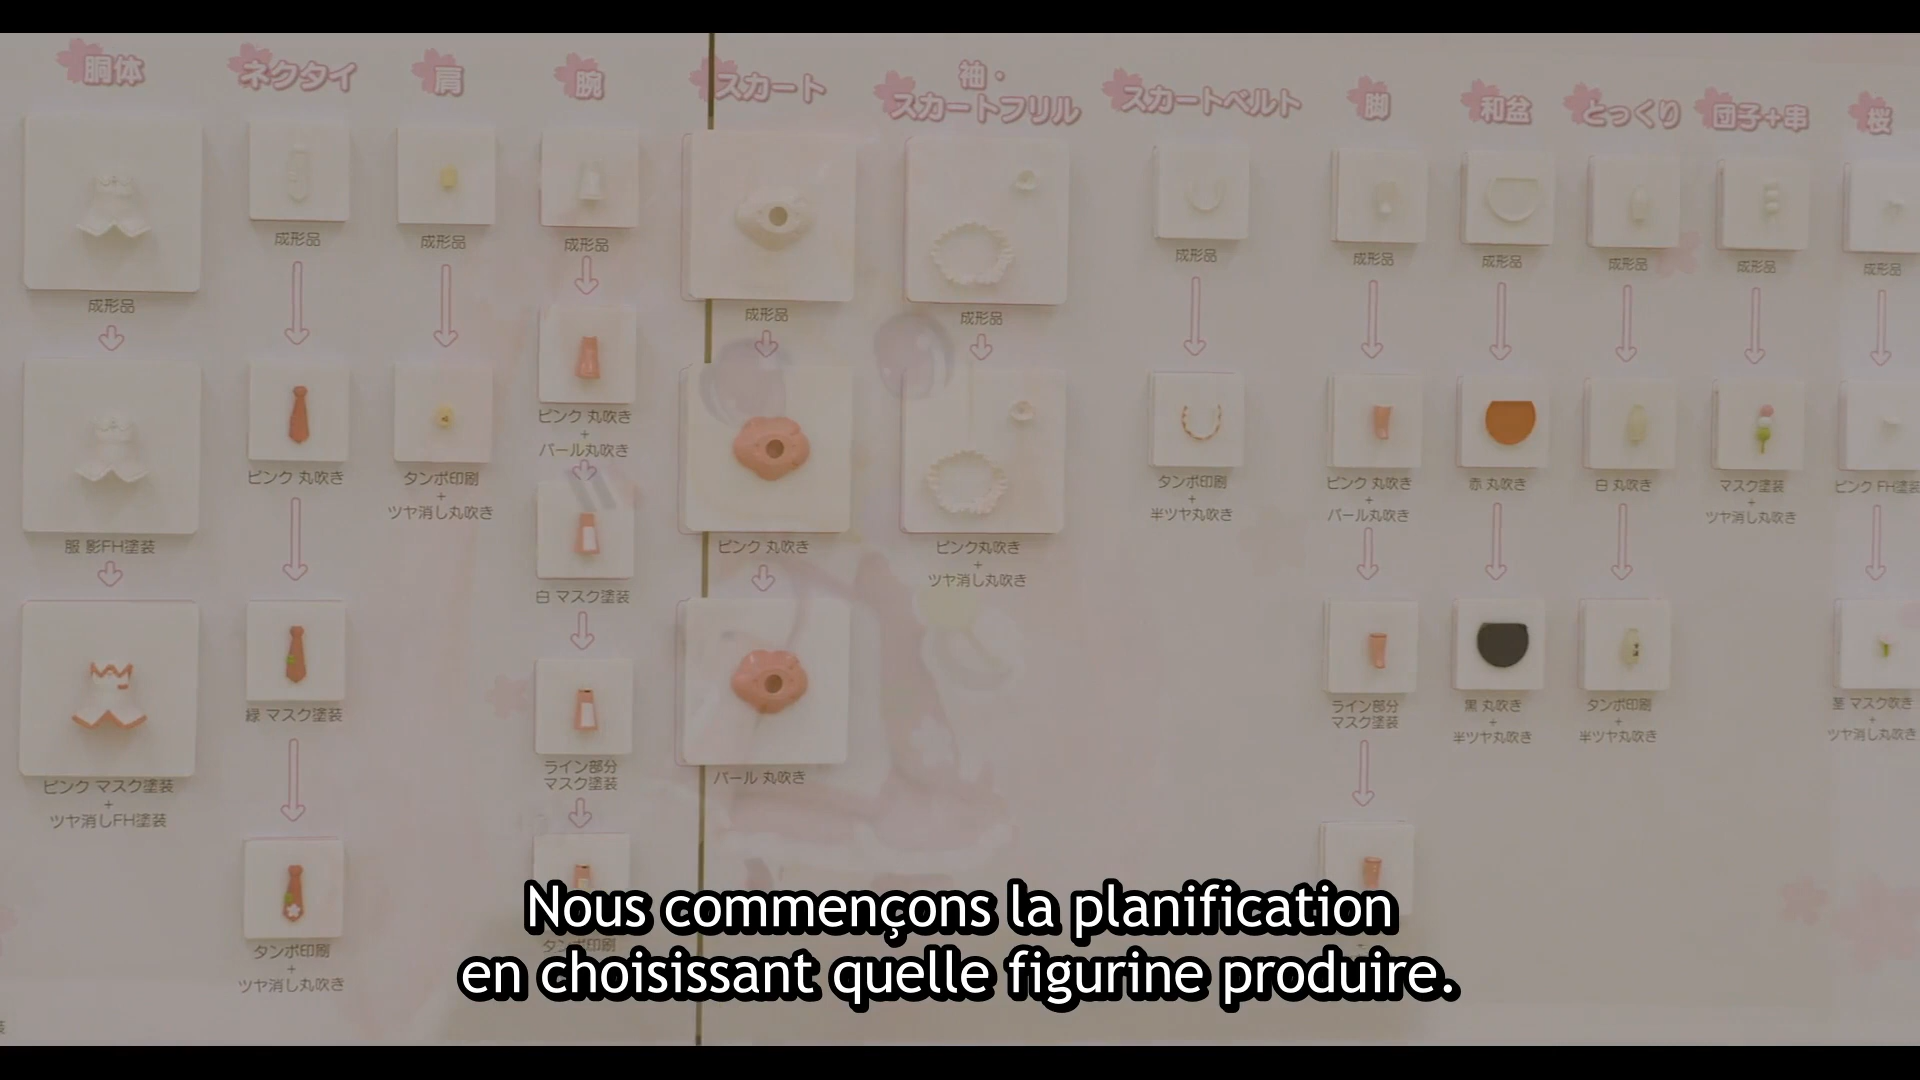 胴体
成形品
服 影FH塗装
ピンク マスク塗装
+
ツヤ消しFH塗装
ネクタイ
成形品
ピンク 丸吹き
緑 マスク塗装
タンポ印刷
+
ツヤ消し丸吹き
肩
成形品
タンポ印刷
+
ツヤ消し丸吹き
腕
成形品
ピンク 丸吹き
+
パール丸吹き
白 マスク塗装
ライン部分
マスク塗装
タンポ印刷
スカート
成形品
ピンク 丸吹き
パール 丸吹き
袖・
スカートフリル
成形品
ピンク丸吹き
+
ツヤ消し丸吹き
スカートベルト
成形品
タンポ印刷
+
半ツヤ丸吹き
脚
成形品
ピンク 丸吹き
+
パール丸吹き
ライン部分
マスク塗装
和盆
成形品
赤 丸吹き
黒 丸吹き
+
半ツヤ丸吹き
とっくり
成形品
白 丸吹き
タンポ印刷
+
半ツヤ丸吹き
団子+串
成形品
マスク塗装
+
ツヤ消し丸吹き
桜
成形品
ピンク FH塗装
茎 マスク吹き
+
ツヤ消し丸吹き
Nous commençons la planification
en choisissant quelle figurine produire.